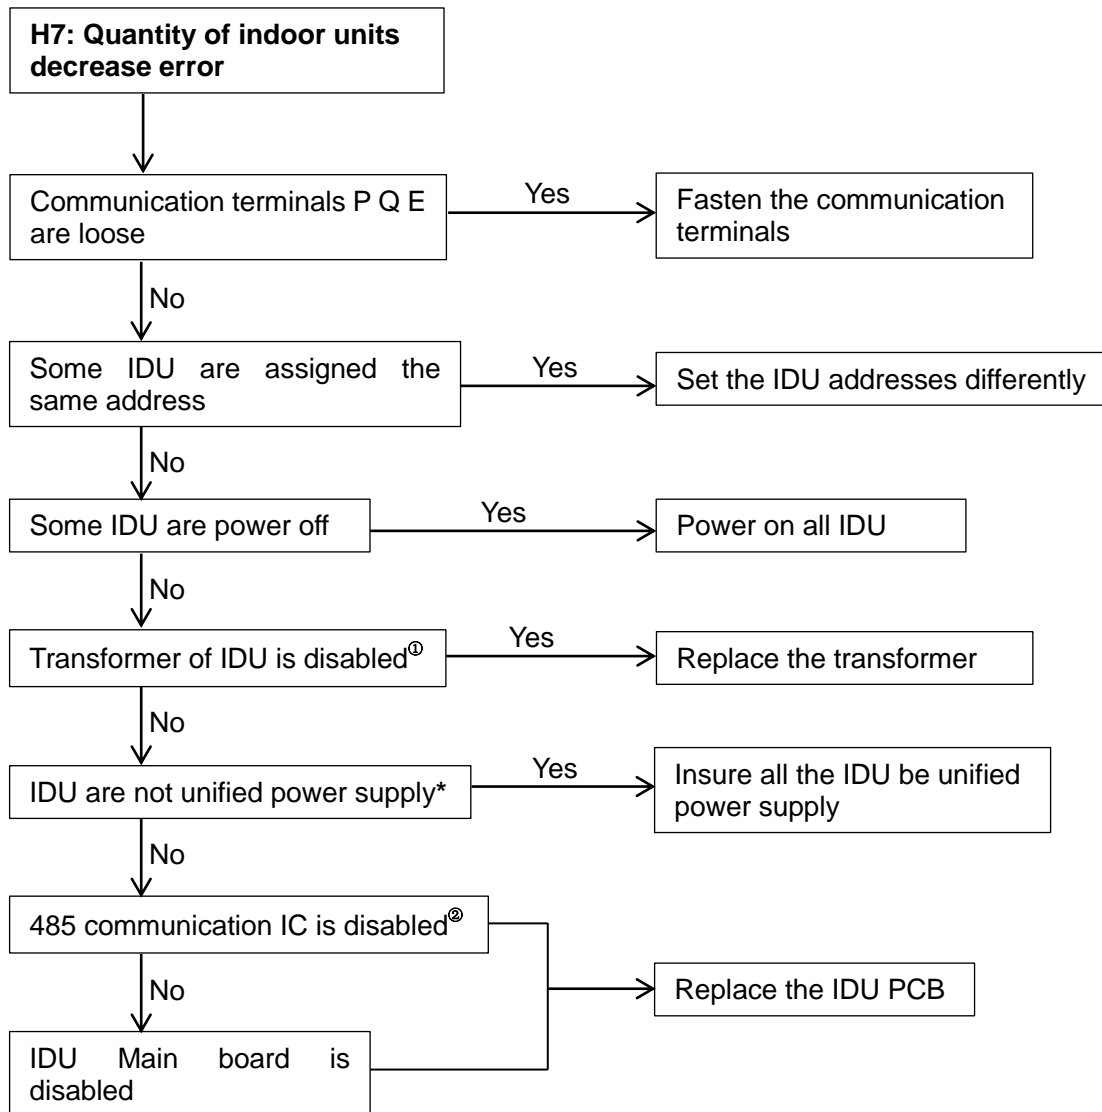 H7: Quantity of indoor units
decrease error
Communication terminals P Q E
are loose
Yes
Fasten the communication
terminals
No
Some IDU are assigned the
same address
Yes
Set the IDU addresses differently
No
Some IDU are power off
Yes
Power on all IDU
No
Transformer of IDU is disabled①
Yes
Replace the transformer
No
IDU are not unified power supply*
Yes
Insure all the IDU be unified
power supply
No
485 communication IC is disabled②
No
Replace the IDU PCB
IDU Main board is
disabled